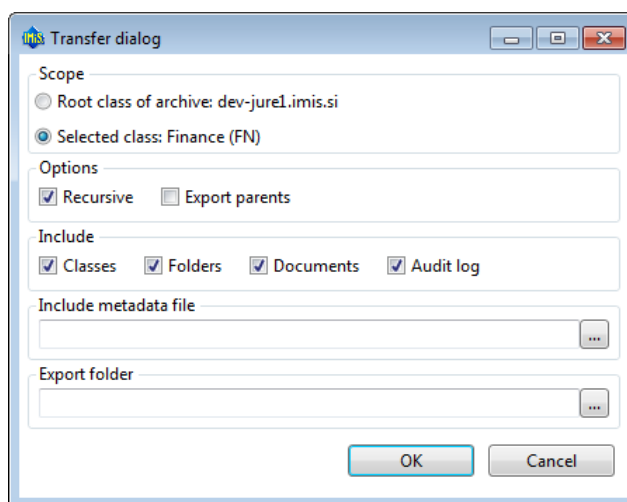 IMiS Transfer dialog
Scope
Root class of archive: dev-jure1.imis.si
Selected class: Finance (FN)
Options
Recursive Export parents
Include
Classes Folders Documents Audit log
Include metadata file
...
Export folder
...
OK Cancel